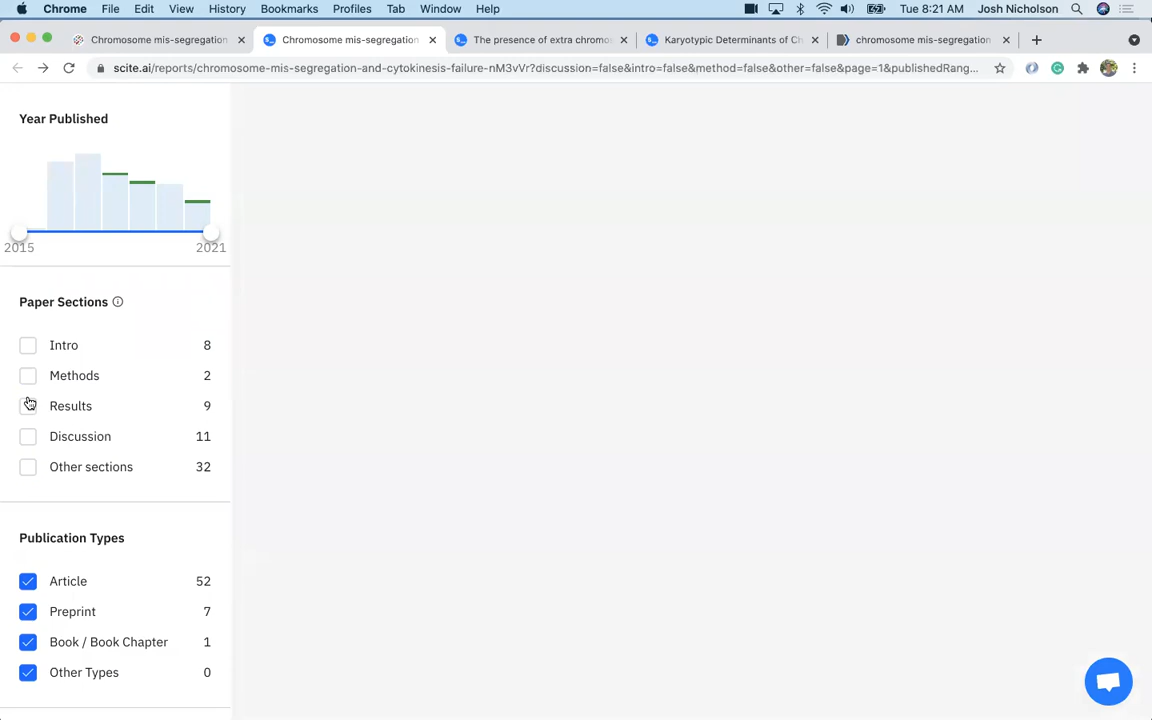 Chrome File Edit View History Bookmarks Profiles Tab Window Help Tue 8:21 AM Josh Nicholson
Chromosome mis-segregation Chromosome mis-segregation The presence of extra chromo Karyotypic Determinants of Ch chromosome mis-segregation
scite.ai/reports/chromosome-mis-segregation-and-cytokinesis-failure-nM3vVr?discussion=false&intro=false&method=false&other=false&page=1&publishedRang...
Year Published
2015 2021
Paper Sections
Intro 8
Methods 2
Results 9
Discussion 11
Other sections 32
Publication Types
Article 52
Preprint 7
Book / Book Chapter 1
Other Types 0